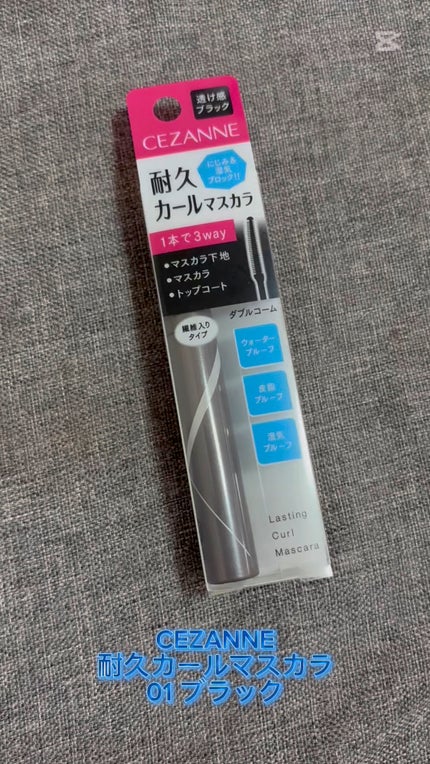 透け感
ブラック
CEZANNE
耐久
カールマスカラ
にじみ&
湿気
ブロック!!
1本で3way
•マスカラ下地
•マスカラ
•トップコート
ダブルコーム
繊維入り
タイプ
ウォーター
プルーフ
皮脂
プルーフ
湿気
プルーフ
Lasting
Curl
Mascara
CEZANNE
耐久カールマスカラ
01 ブラック